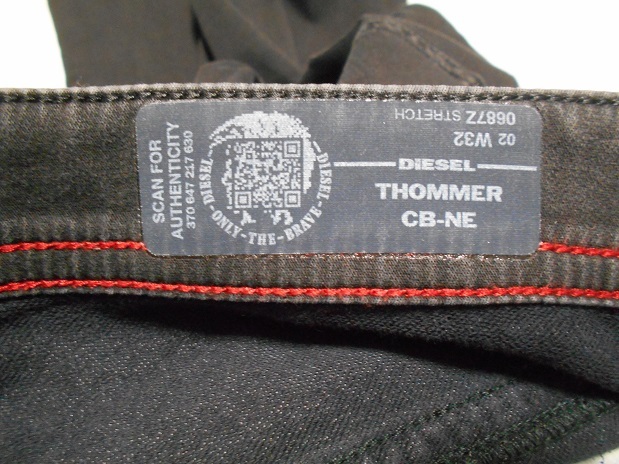 SCAN FOR
AUTHENTICITY
370 647 217 630
DIESEL
ONLY-THE-BRAVE
DIESEL
DIESEL
THOMMER
CB-NE
02 W32
0687Z STRETCH